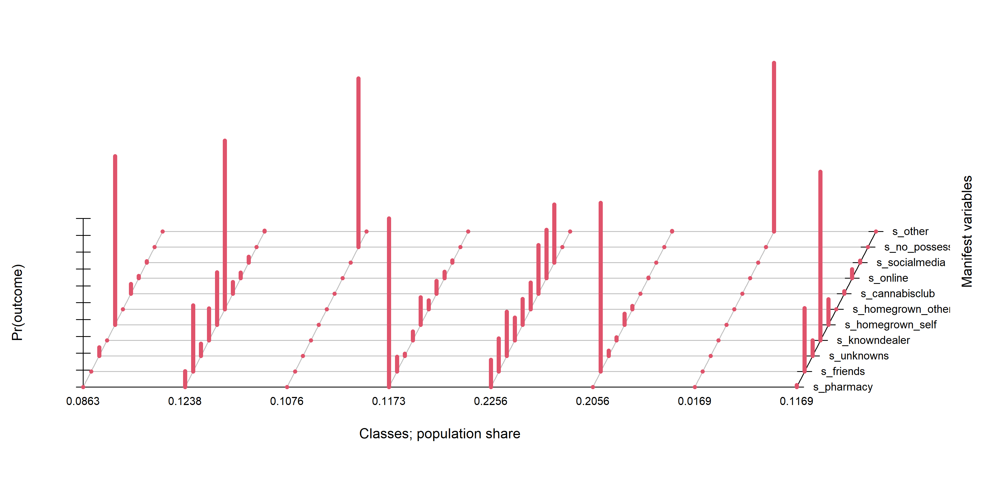 Pr(outcome)
Manifest variables
s_other
s_no_possess
s_socialmedia
s_online
s_cannabisclub
s_homegrown_other
s_homegrown_self
s_knowndealer
s_unknowns
s_friends
s_pharmacy
0.0863 0.1238 0.1076 0.1173 0.2256 0.2056 0.0169 0.1169
Classes; population share